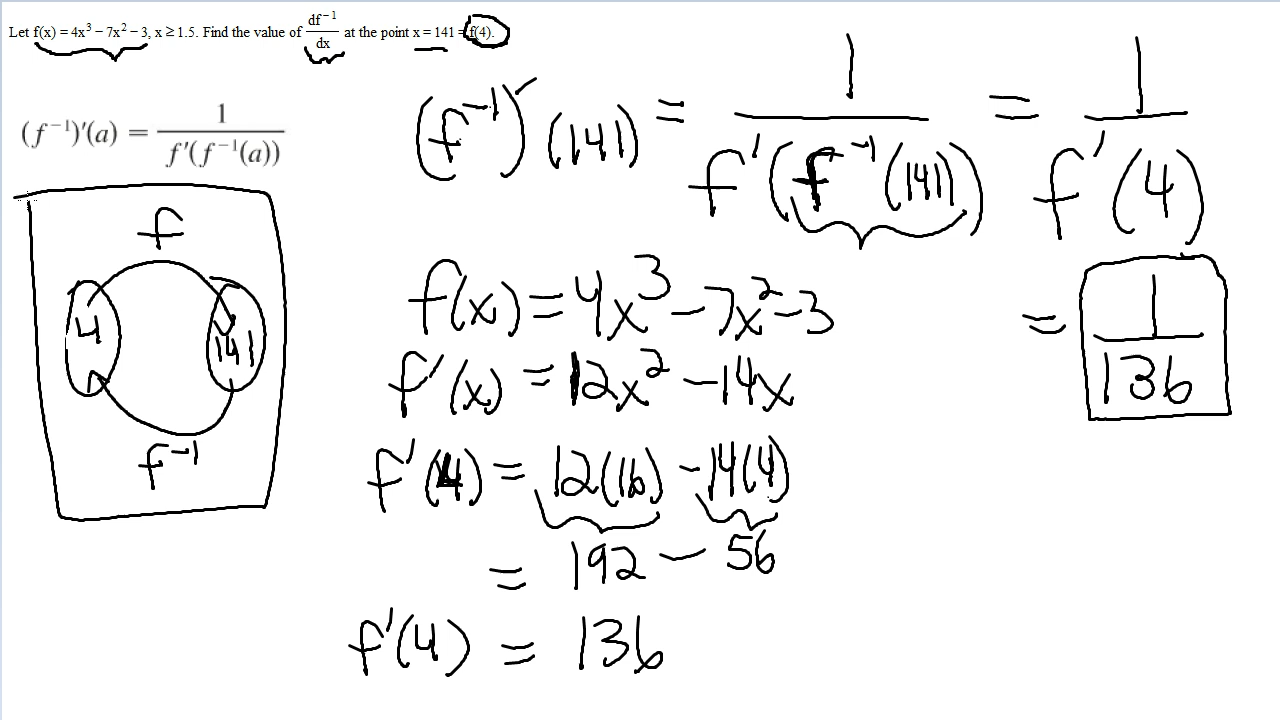 Let f(x) = 4x³ − 7x² − 3, x ≥ 1.5. Find the value of df⁻¹/dx at the point x = 141 = f(4).
(f⁻¹)'(a) = 1/f'(f⁻¹(a))
(f⁻¹)'(141) = 1/f'(f⁻¹(141)) = 1/f'(4)
= 1/136
f
4 141
f⁻¹
f(x) = 4x³ − 7x² − 3
f'(x) = 12x² − 14x
f'(4) = 12(16) − 14(4)
= 192 − 56
f'(4) = 136